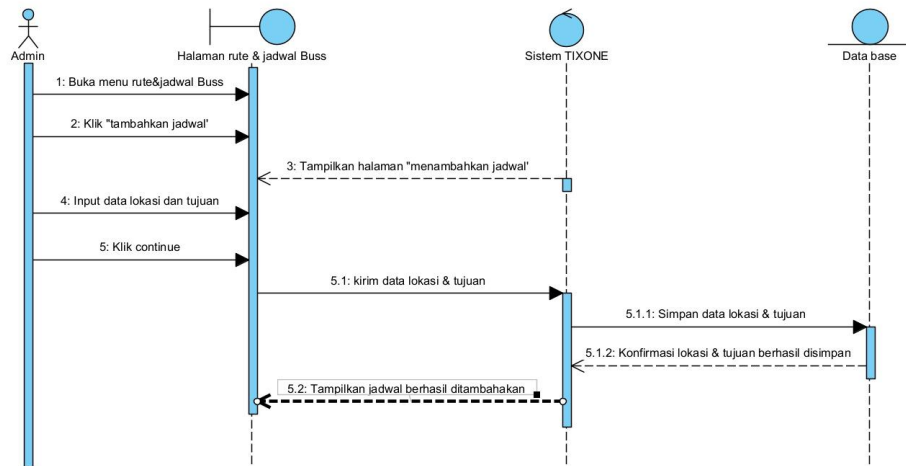 Admin
Halaman rute & jadwal Buss
Sistem TIXONE
Data base
1: Buka menu rute&jadwal Buss
2: Klik "tambahkan jadwal'
3: Tampilkan halaman "menambahkan jadwal'
4: Input data lokasi dan tujuan
5: Klik continue
5.1: kirim data lokasi & tujuan
5.1.1: Simpan data lokasi & tujuan
5.1.2: Konfirmasi lokasi & tujuan berhasil disimpan
5.2: Tampilkan jadwal berhasil ditambahakan